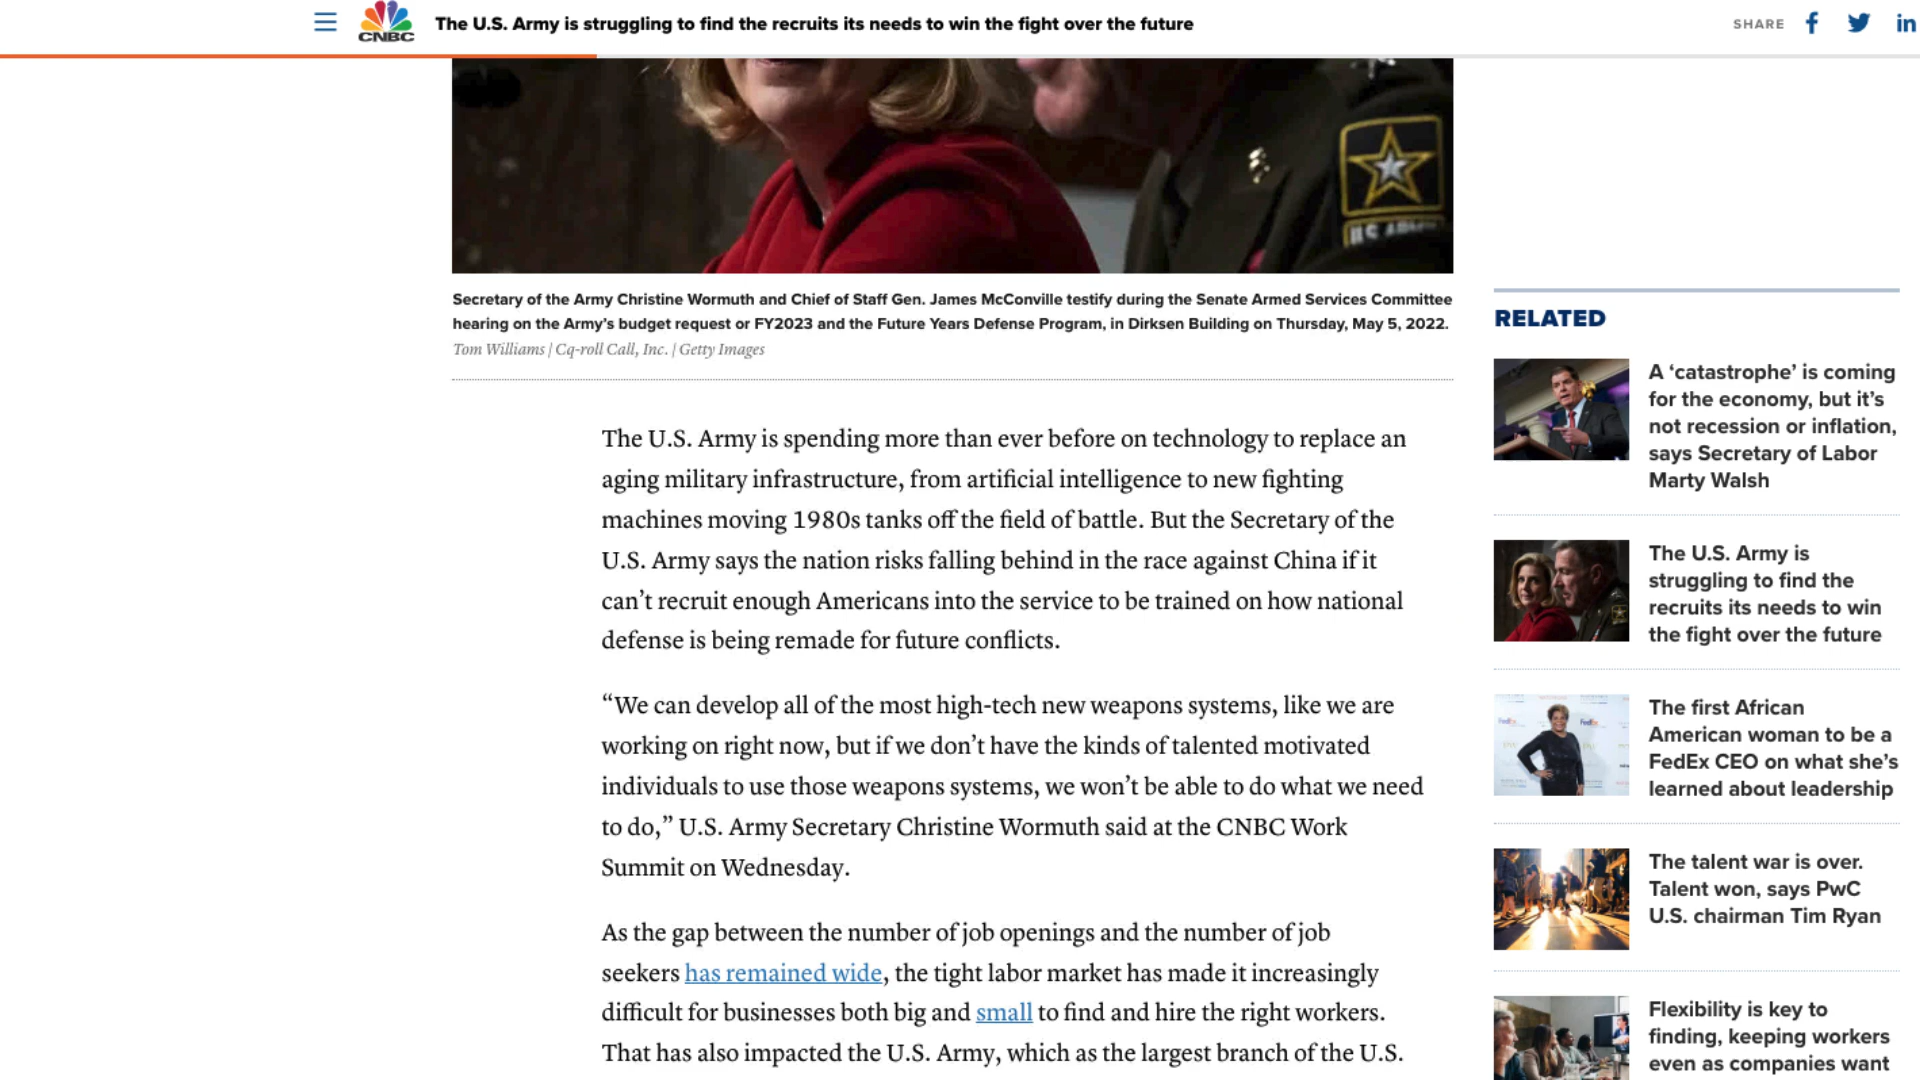 CNBC
The U.S. Army is struggling to find the recruits its needs to win the fight over the future
SHARE
U.S. ARMY
Secretary of the Army Christine Wormuth and Chief of Staff Gen. James McConville testify during the Senate Armed Services Committee
hearing on the Army’s budget request or FY2023 and the Future Years Defense Program, in Dirksen Building on Thursday, May 5, 2022.
Tom Williams | Cq-roll Call, Inc. | Getty Images
The U.S. Army is spending more than ever before on technology to replace an
aging military infrastructure, from artificial intelligence to new fighting
machines moving 1980s tanks off the field of battle. But the Secretary of the
U.S. Army says the nation risks falling behind in the race against China if it
can’t recruit enough Americans into the service to be trained on how national
defense is being remade for future conflicts.
“We can develop all of the most high-tech new weapons systems, like we are
working on right now, but if we don’t have the kinds of talented motivated
individuals to use those weapons systems, we won’t be able to do what we need
to do,” U.S. Army Secretary Christine Wormuth said at the CNBC Work
Summit on Wednesday.
As the gap between the number of job openings and the number of job
seekers has remained wide, the tight labor market has made it increasingly
difficult for businesses both big and small to find and hire the right workers.
That has also impacted the U.S. Army, which as the largest branch of the U.S.
RELATED
A ‘catastrophe’ is coming
for the economy, but it’s
not recession or inflation,
says Secretary of Labor
Marty Walsh
The U.S. Army is
struggling to find the
recruits its needs to win
the fight over the future
FedEx
FedEx
The first African
American woman to be a
FedEx CEO on what she’s
learned about leadership
The talent war is over.
Talent won, says PwC
U.S. chairman Tim Ryan
Flexibility is key to
finding, keeping workers
even as companies want